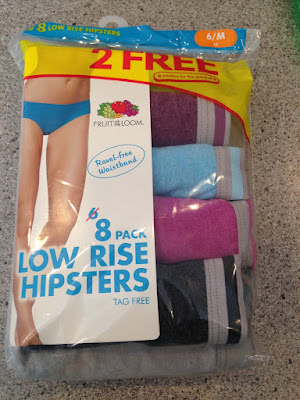 8 LOW RISE HIPSTERS
6/M
2 FREE
FRUIT OF THE LOOM®
Ravel-free
Waistband
6
8 PACK
LOW RISE
HIPSTERS
TAG FREE